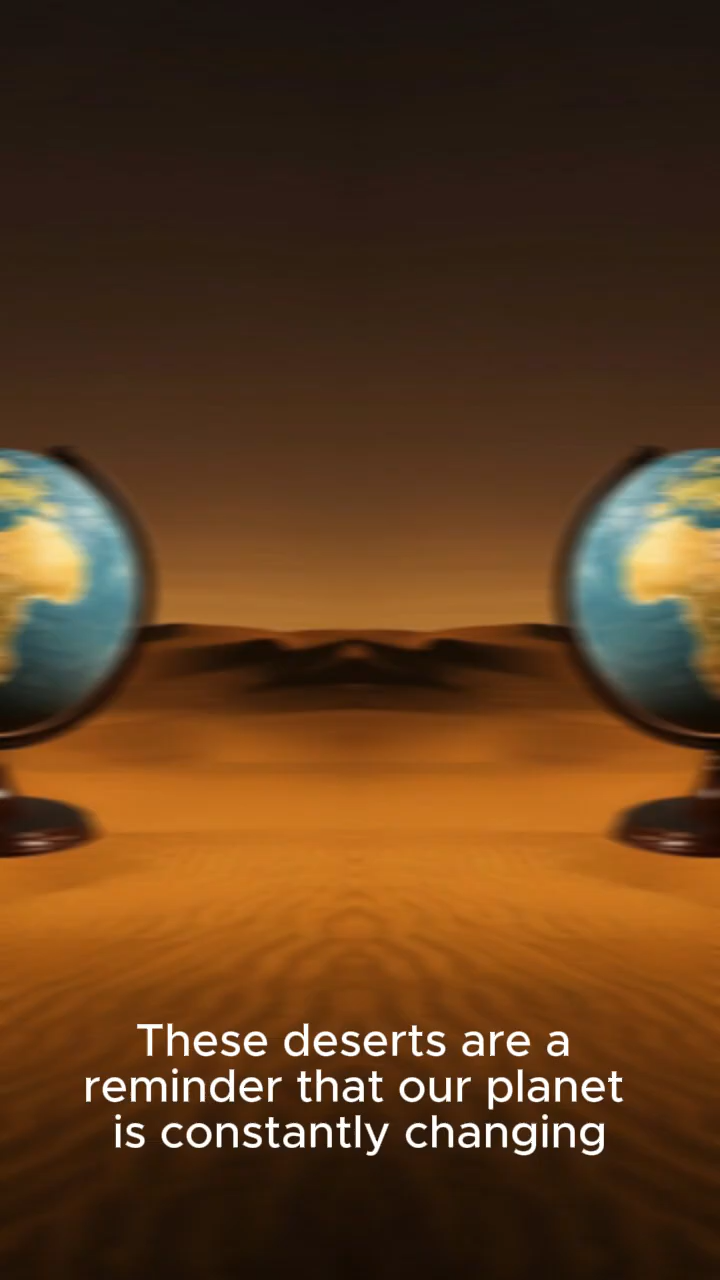 These deserts are a
reminder that our planet
is constantly changing